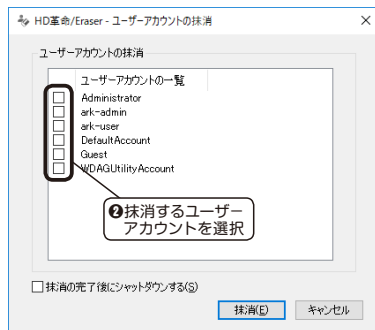 HD革命/Eraser - ユーザーアカウントの抹消
ユーザーアカウントの抹消
ユーザーアカウントの一覧
Administrator
ark-admin
ark-user
DefaultAccount
Guest
WDAGUtilityAccount
❷抹消するユーザー
アカウントを選択
抹消の完了後にシャットダウンする(S)
抹消(E)
キャンセル